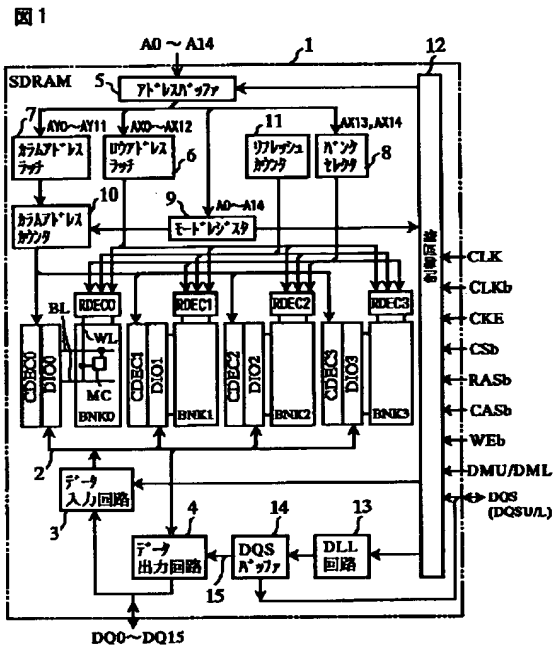 図1
A0～A14
1
12
SDRAM
5
アドレスバッファ
7
AY0～AY11
AX0～AX12
11
AX13,AX14
カラムアドレス
ラッチ
ロウアドレス
ラッチ
6
リフレッシュ
カウンタ
バンクセレクタ
8
10
9
A0～A14
カラムアドレス
カウンタ
モードレジスタ
制御回路
CLK
CLKb
CKE
CSb
RASb
CASb
WEb
DMU/DML
DQS
(DQSU/L)
RDEC0
RDEC1
RDEC2
RDEC3
BL
WL
MC
CDEC0
DIO0
BNK0
CDEC1
DIO1
BNK1
CDEC2
DIO2
BNK2
CDEC3
DIO3
BNK3
2
データ
入力回路
3
4
14
13
データ
出力回路
15
DQS
バッファ
DLL
回路
DQ0～DQ15